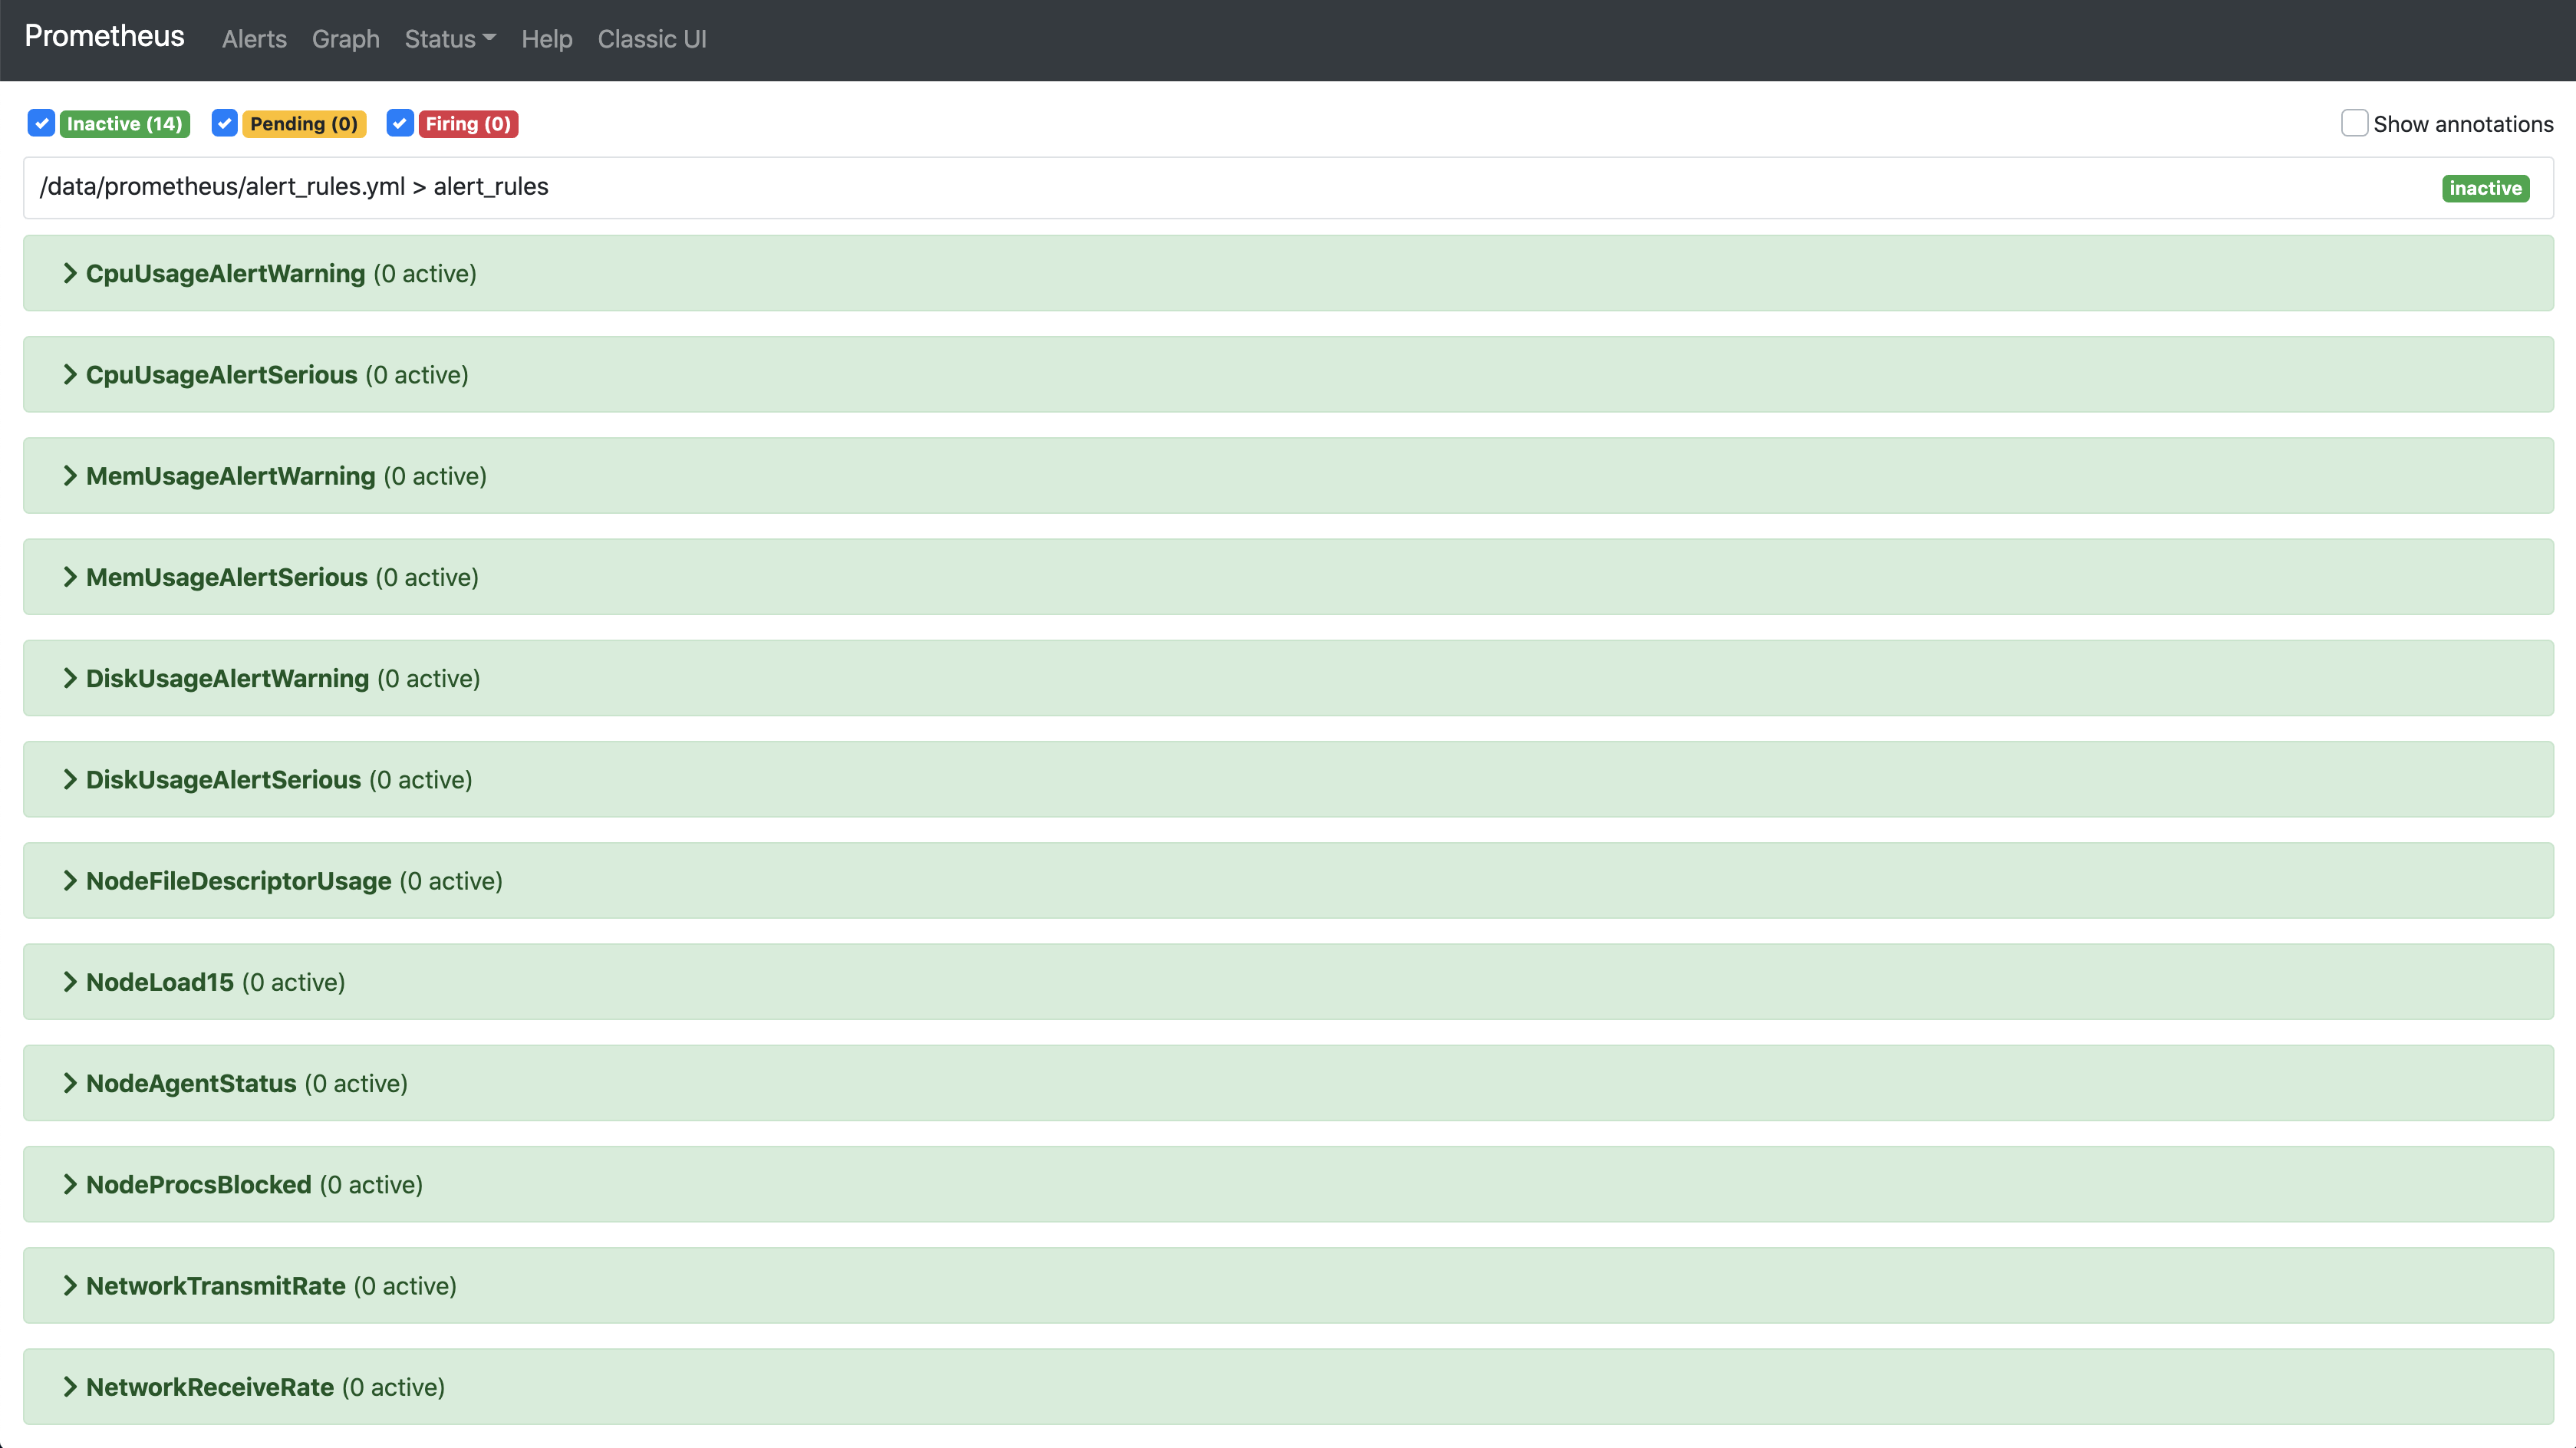 Prometheus Alerts Graph Status Help Classic UI
Inactive (14) Pending (0) Firing (0) Show annotations
/data/prometheus/alert_rules.yml > alert_rules inactive
CpuUsageAlertWarning (0 active)
CpuUsageAlertSerious (0 active)
MemUsageAlertWarning (0 active)
MemUsageAlertSerious (0 active)
DiskUsageAlertWarning (0 active)
DiskUsageAlertSerious (0 active)
NodeFileDescriptorUsage (0 active)
NodeLoad15 (0 active)
NodeAgentStatus (0 active)
NodeProcsBlocked (0 active)
NetworkTransmitRate (0 active)
NetworkReceiveRate (0 active)